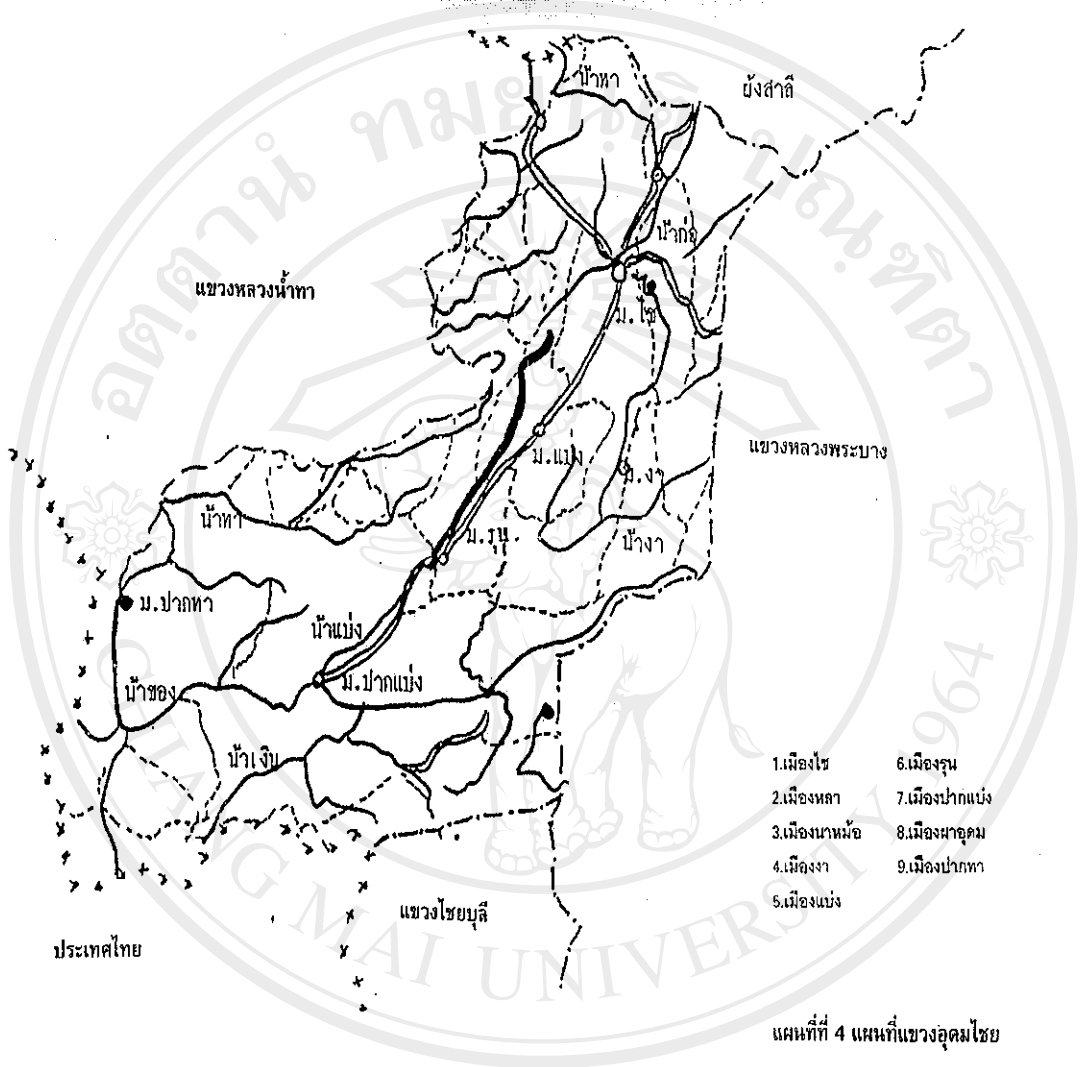 น้ำหา
ผ้งสาลี
น้ำก่อ
แขวงหลวงน้ำทา
ม.ไซ
แขวงหลวงพระบาง
ม.แบ่ง
ม.งา
น้ำทา
ม.รุน.
น้ำงา
ม.ปากทา
น้ำแบ่ง
น้ำของ
ม.ปากแบ่ง
น้ำเงิน
1.เมืองไซ
2.เมืองหลา
3.เมืองนาหม้อ
4.เมืองงา
5.เมืองแบ่ง
6.เมืองรุน
7.เมืองปากแบ่ง
8.เมืองผาอุดม
9.เมืองปากทา
แขวงไชยบุลี
ประเทศไทย
แผนที่ที่ 4 แผนที่แขวงอุดมไชย
CHIANG MAI UNIVERSITY 1964